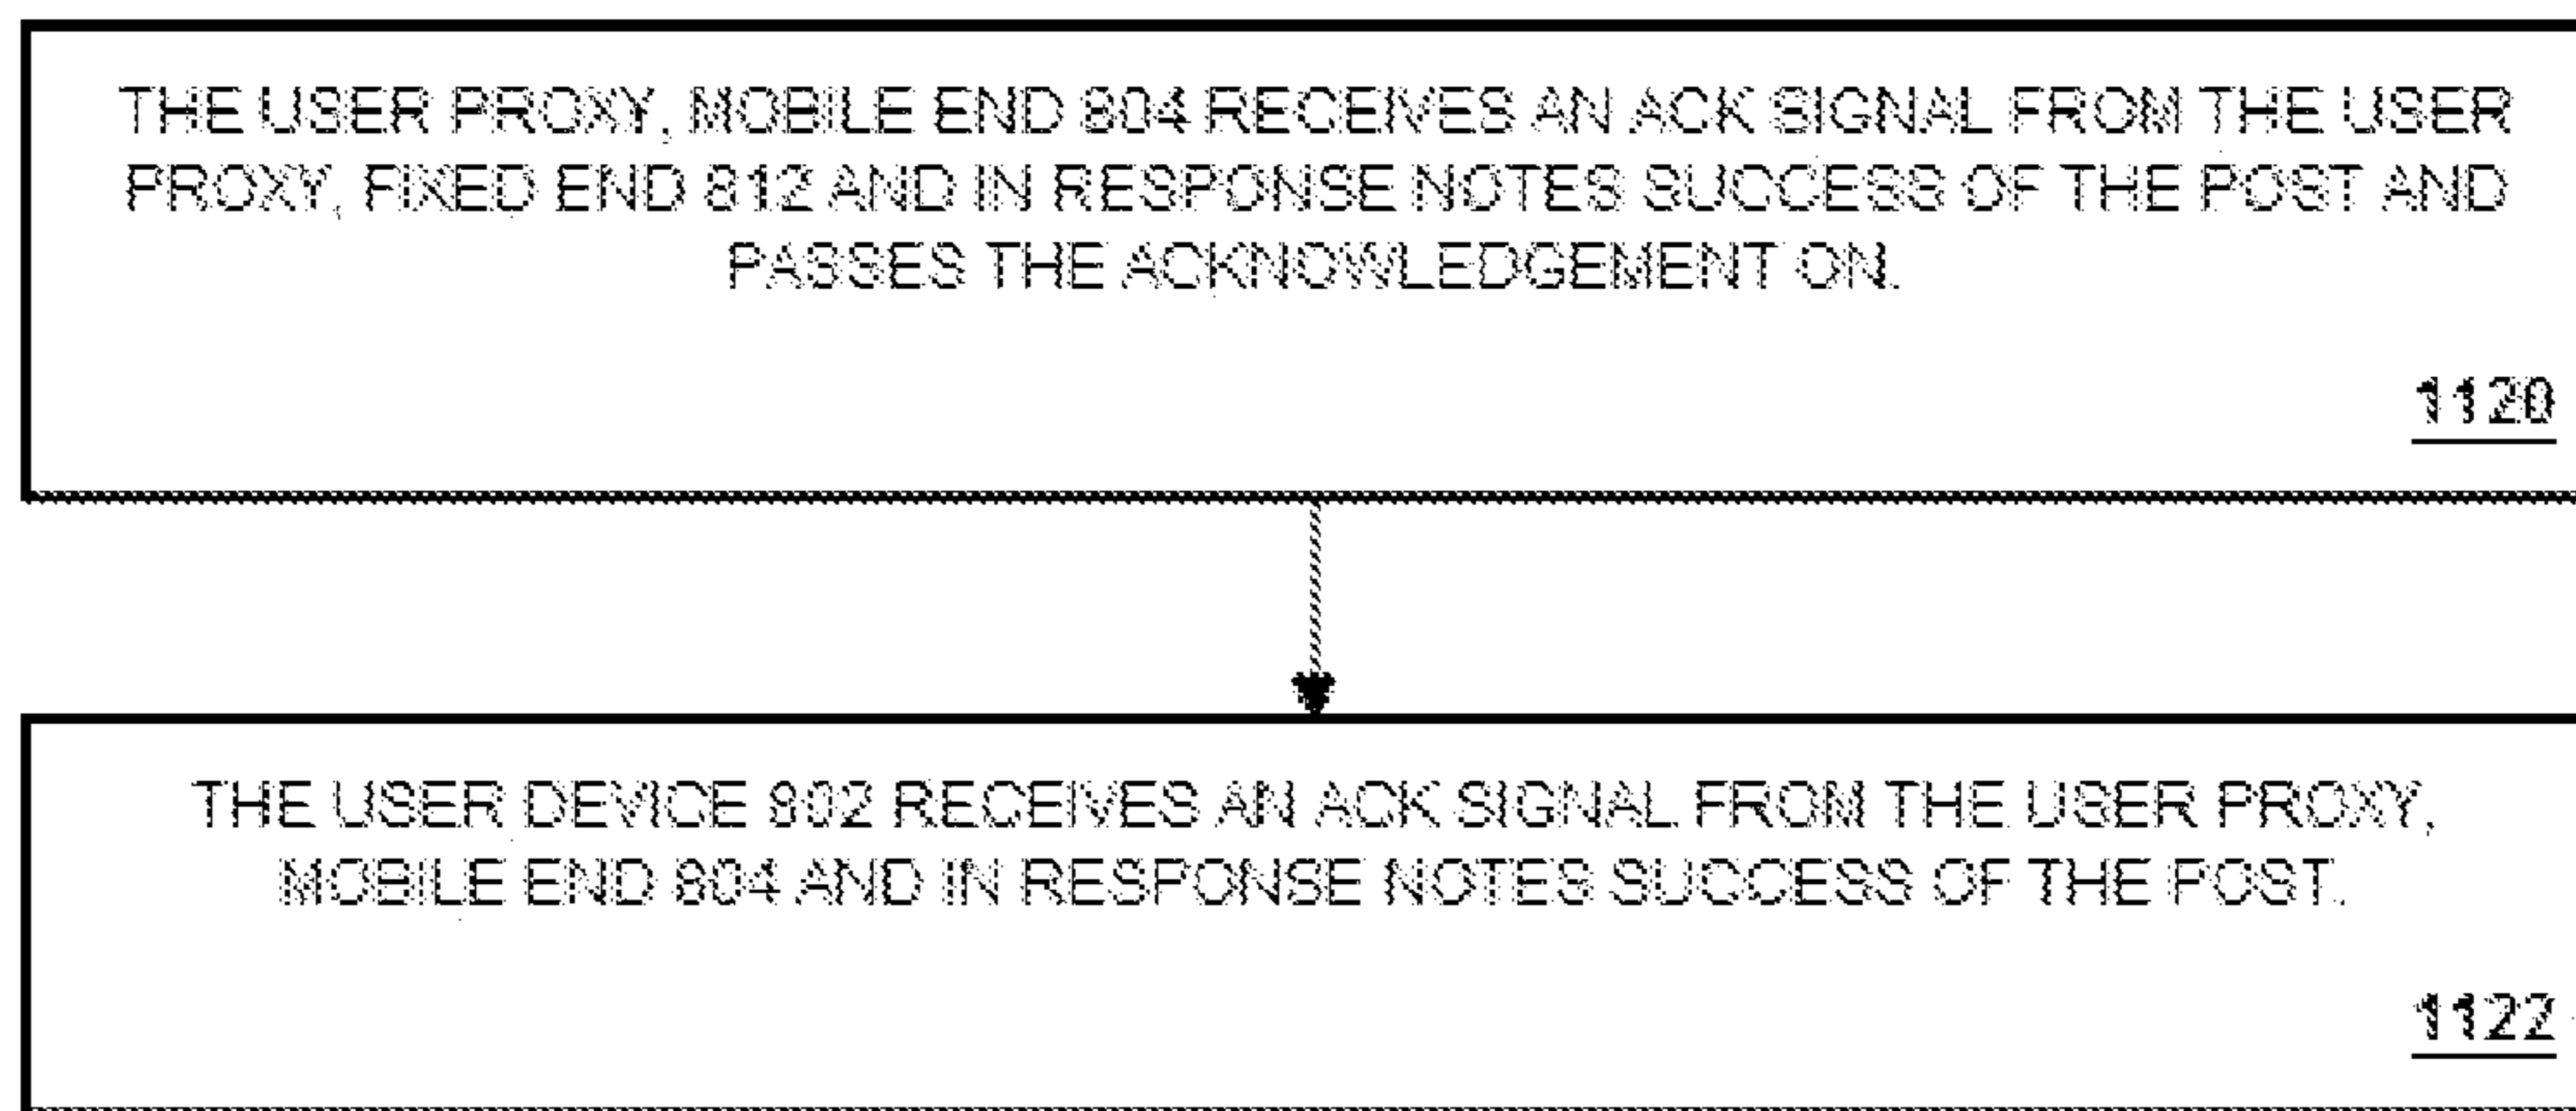 THE USER PROXY, MOBILE END 804 RECEIVES AN ACK SIGNAL FROM THE USER
PROXY, FIXED END 812 AND IN RESPONSE NOTES SUCCESS OF THE POST AND
PASSES THE ACKNOWLEDGEMENT ON.
1120
THE USER DEVICE 802 RECEIVES AN ACK SIGNAL FROM THE USER PROXY,
MOBILE END 804 AND IN RESPONSE NOTES SUCCESS OF THE POST.
1122